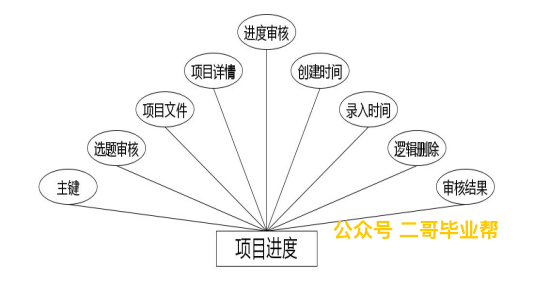 进度审核
项目详情
创建时间
项目文件
录入时间
选题审核
逻辑删除
主键
审核结果
项目进度
公众号 二哥毕业帮